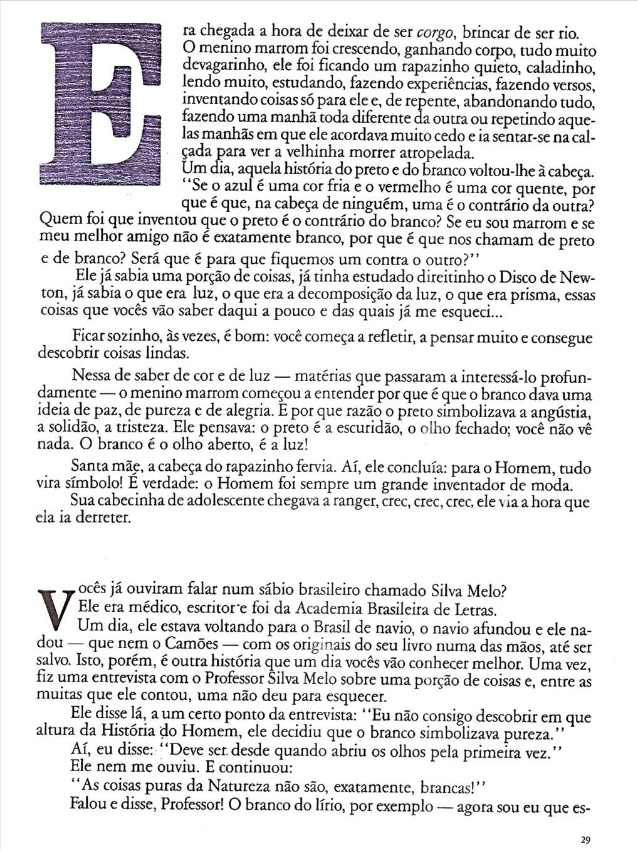 Era chegada a hora de deixar de ser corgo, brincar de ser rio.
O menino marrom foi crescendo, ganhando corpo, tudo muito
devagarinho, ele foi ficando um rapazinho quieto, caladinho,
lendo muito, estudando, fazendo experiências, fazendo versos,
inventando coisas só para ele e, de repente, abandonando tudo,
fazendo uma manhã toda diferente da outra ou repetindo aque-
las manhãs em que ele acordava muito cedo e ia sentar-se na cal-
çada para ver a velhinha morrer atropelada.
Um dia, aquela história do preto e do branco voltou-lhe à cabeça.
"Se o azul é uma cor fria e o vermelho é uma cor quente, por
que é que, na cabeça de ninguém, uma é o contrário da outra?
Quem foi que inventou que o preto é o contrário do branco? Se eu sou marrom e se
meu melhor amigo não é exatamente branco, por que é que nos chamam de preto
e de branco? Será que é para que fiquemos um contra o outro?"
Ele já sabia uma porção de coisas, já tinha estudado direitinho o Disco de New-
ton, já sabia o que era luz, o que era a decomposição da luz, o que era prisma, essas
coisas que vocês vão saber daqui a pouco e das quais já me esqueci...
Ficar sozinho, às vezes, é bom: você começa a refletir, a pensar muito e consegue
descobrir coisas lindas.
Nessa de saber de cor e de luz — matérias que passaram a interessá-lo profun-
damente — o menino marrom começou a entender por que é que o branco dava uma
ideia de paz, de pureza e de alegria. E por que razão o preto simbolizava a angústia,
a solidão, a tristeza. Ele pensava: o preto é a escuridão, o olho fechado; você não vê
nada. O branco é o olho aberto, é a luz!
Santa mãe, a cabeça do rapazinho fervia. Aí, ele concluía: para o Homem, tudo
vira símbolo! É verdade: o Homem foi sempre um grande inventador de moda.
Sua cabecinha de adolescente chegava a ranger, crec, crec, crec, ele via a hora que
ela ia derreter.
Vocês já ouviram falar num sábio brasileiro chamado Silva Melo?
Ele era médico, escritor e foi da Academia Brasileira de Letras.
Um dia, ele estava voltando para o Brasil de navio, o navio afundou e ele na-
dou — que nem o Camões — com os originais do seu livro numa das mãos, até ser
salvo. Isto, porém, é outra história que um dia vocês vão conhecer melhor. Uma vez,
fiz uma entrevista com o Professor Silva Melo sobre uma porção de coisas e, entre as
muitas que ele contou, uma não deu para esquecer.
Ele disse lá, a um certo ponto da entrevista: "Eu não consigo descobrir em que
altura da História do Homem, ele decidiu que o branco simbolizava pureza."
Aí, eu disse: "Deve ser desde quando abriu os olhos pela primeira vez."
Ele nem me ouviu. E continuou:
"As coisas puras da Natureza não são, exatamente, brancas!"
Falou e disse, Professor! O branco do lírio, por exemplo — agora sou eu que es-
29